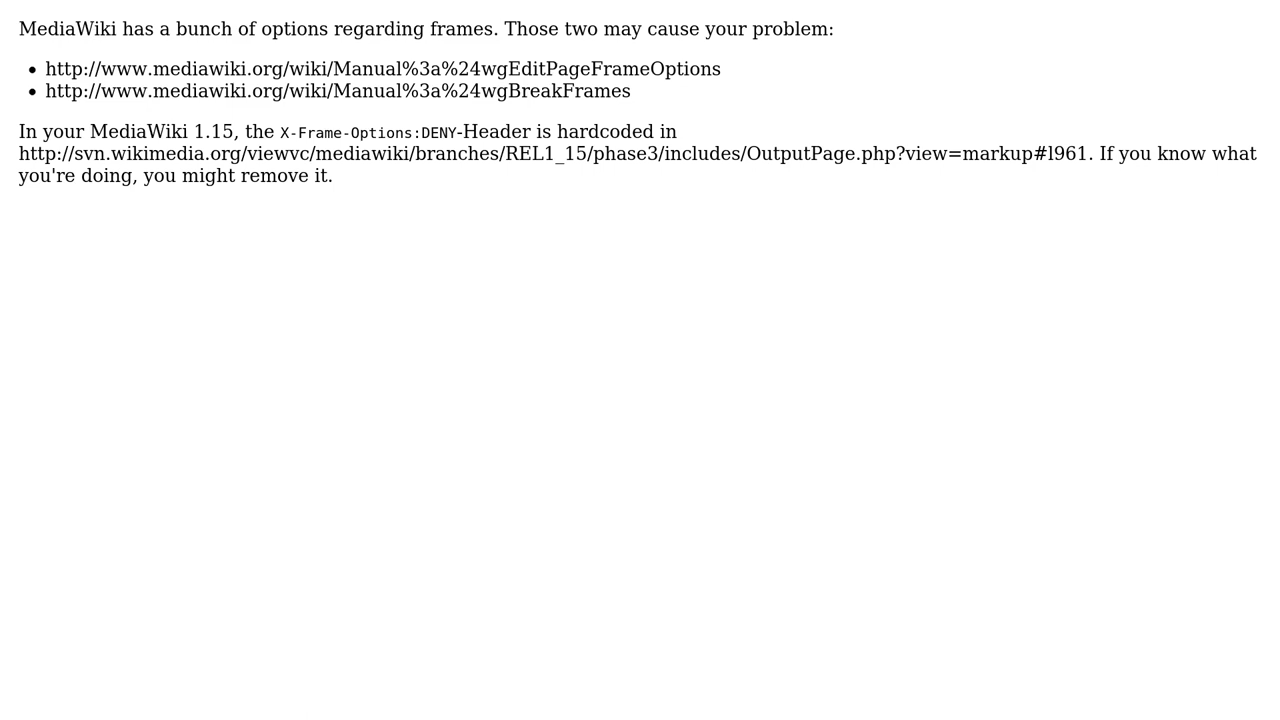 MediaWiki has a bunch of options regarding frames. Those two may cause your problem:
• http://www.mediawiki.org/wiki/Manual%3a%24wgEditPageFrameOptions
• http://www.mediawiki.org/wiki/Manual%3a%24wgBreakFrames
In your MediaWiki 1.15, the X-Frame-Options:DENY-Header is hardcoded in
http://svn.wikimedia.org/viewvc/mediawiki/branches/REL1_15/phase3/includes/OutputPage.php?view=markup#l961. If you know what
you're doing, you might remove it.